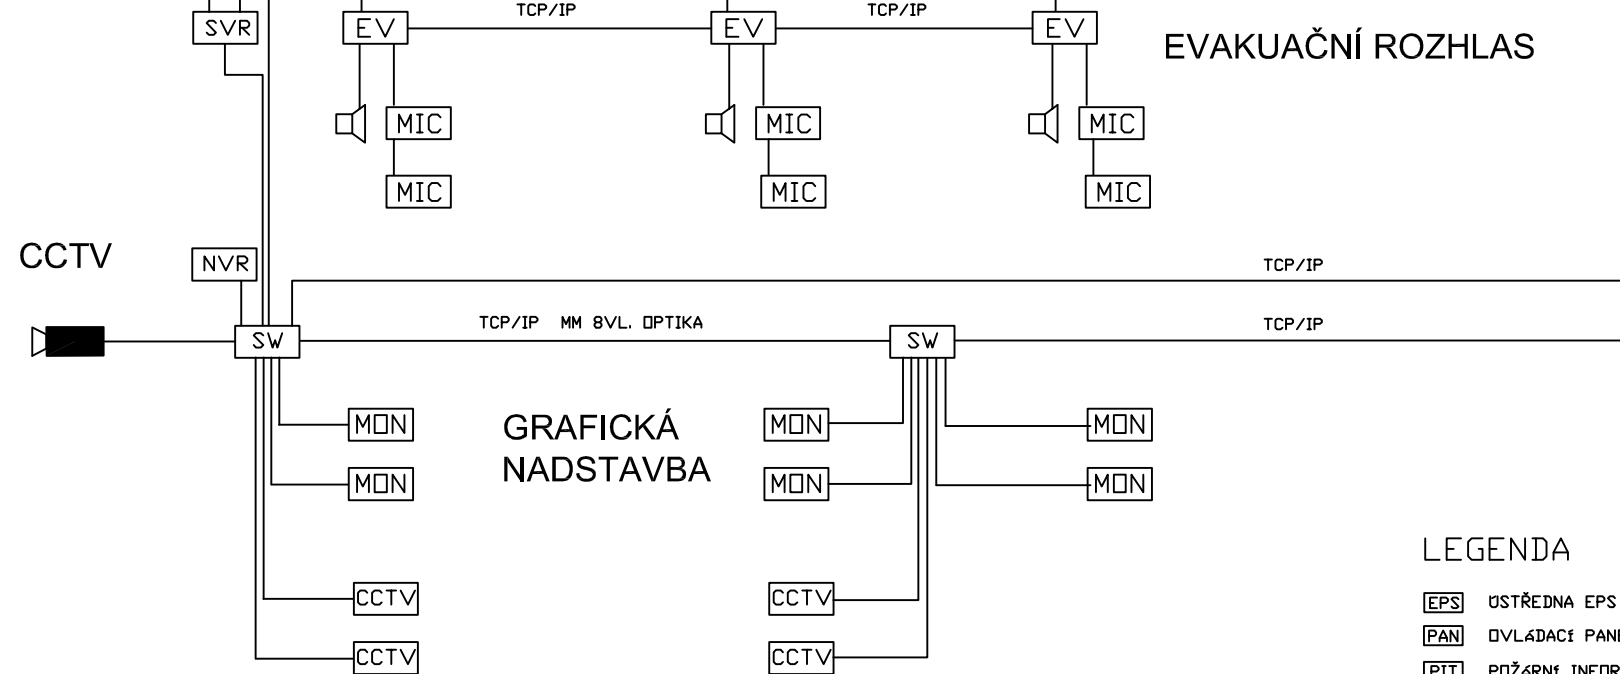 TCP/IP TCP/IP
SVR EV EV EV
EVAKUAČNÍ ROZHLAS
MIC MIC MIC
MIC MIC MIC
CCTV NVR
TCP/IP
TCP/IP MM 8VL. OPTIKA TCP/IP
SW SW
MON MON MON
GRAFICKÁ
NADSTAVBA
MON MON MON
LEGENDA
CCTV CCTV
EPS ÚSTŘEDNA EPS
PAN OVLÁDACÍ
CCTV CCTV
PIT POŽÁRNÍ